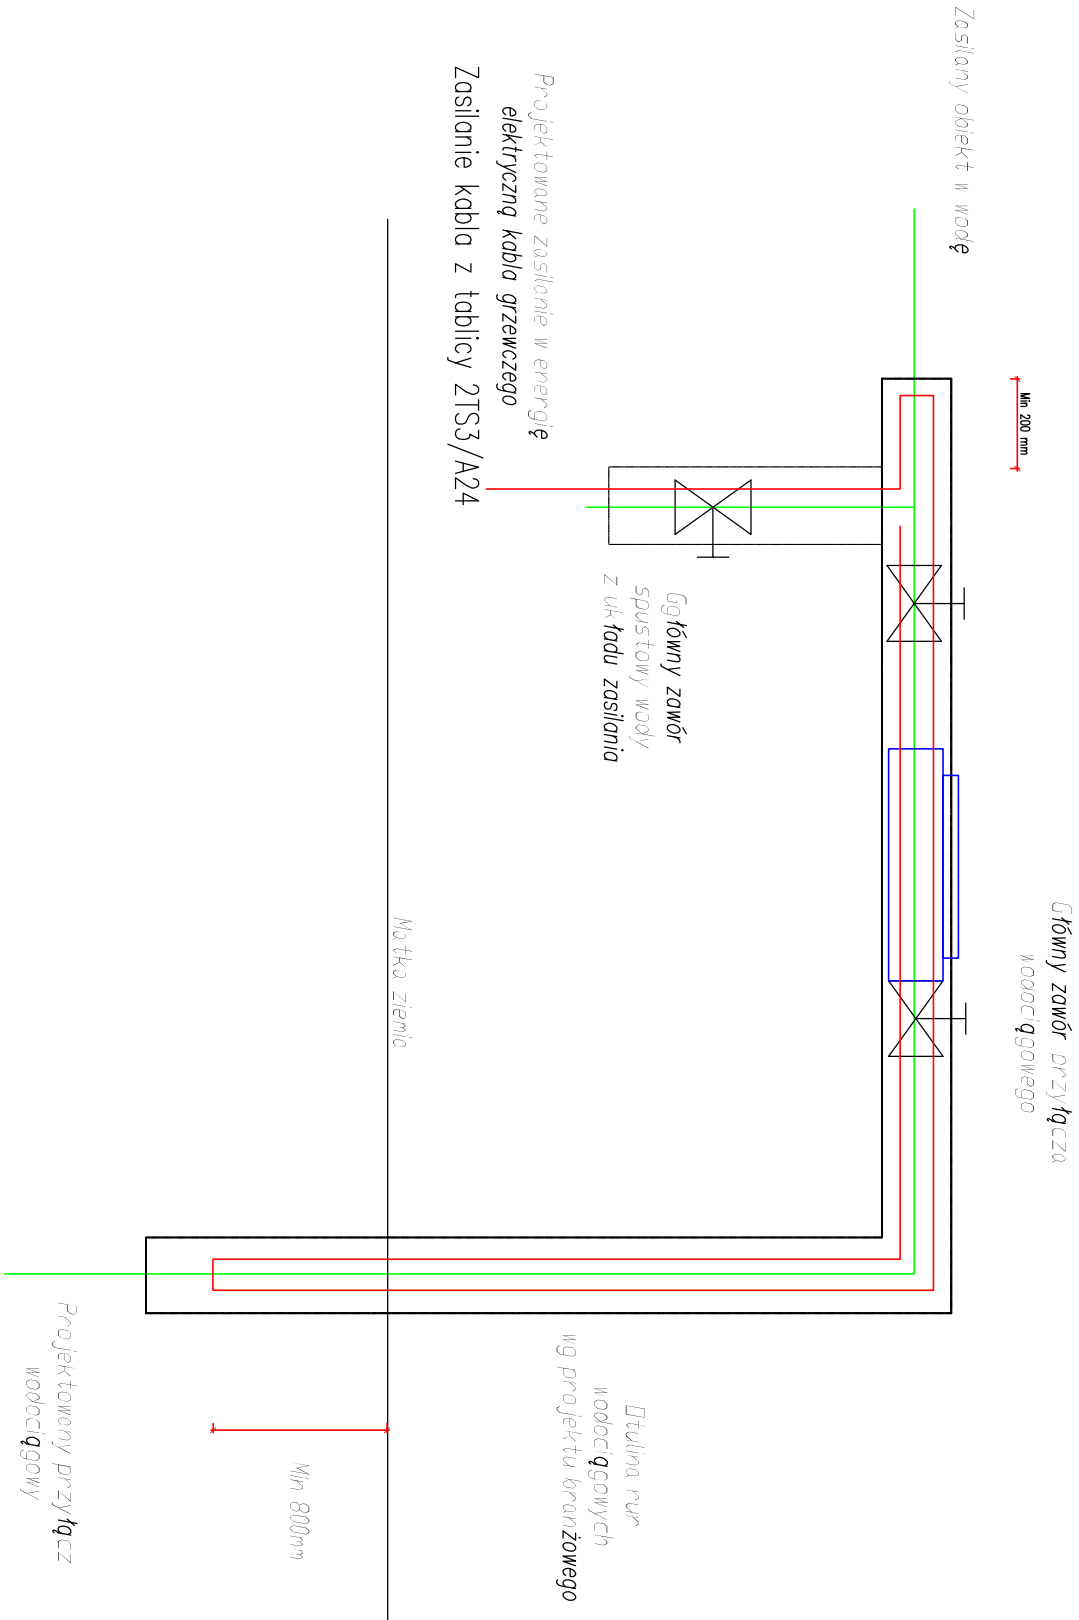 Zasilany obiekt w wodę
Min 200 mm
Główny zawór przyłącza
wodociągowego
Projektowane zasilanie w energię
elektryczną kabla grzewczego
Zasilanie kabla z tablicy 2TS3/A24
Ggłówny zawór
spustowy wody
z układu zasilania
Matka ziemia
Otulina rur
wodociągowych
wg projektu branżowego
Min 800mm
Projektowany przyłącz
wodociągowy